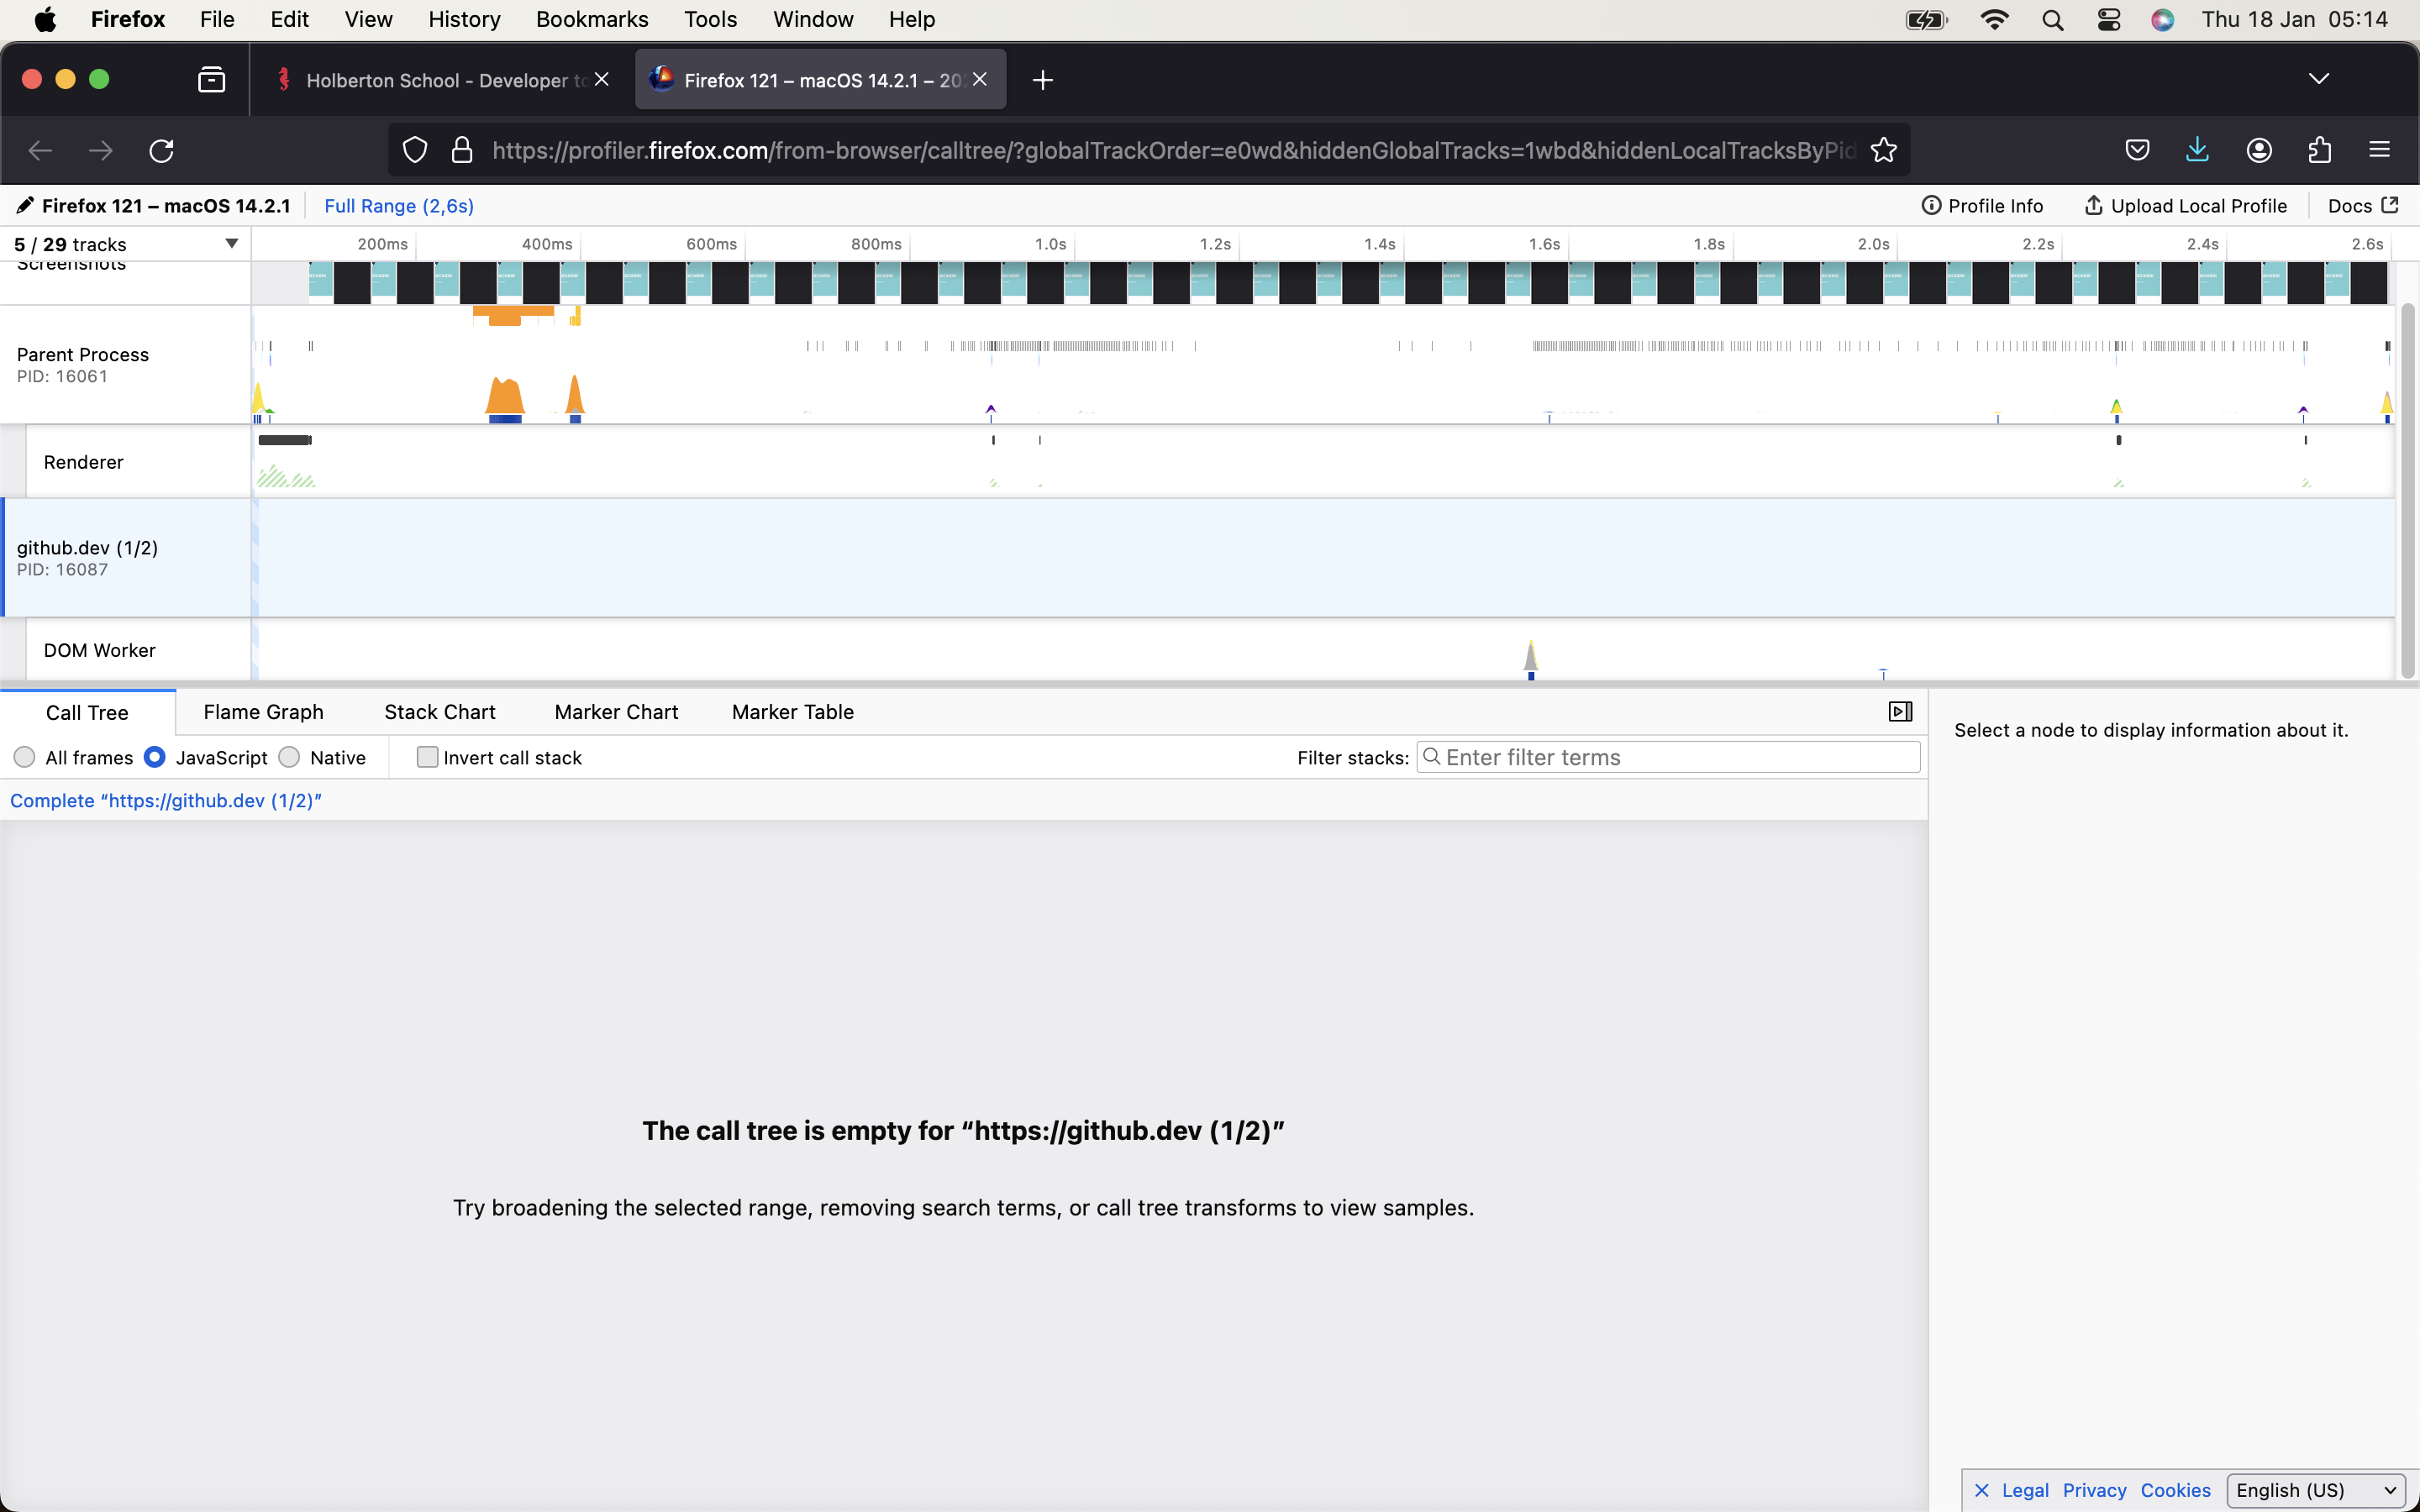 Firefox File Edit View History Bookmarks Tools Window Help Thu 18 Jan 05:14
Holberton School - Developer to
Firefox 121 – macOS 14.2.1 – 20
https://profiler.firefox.com/from-browser/calltree/?globalTrackOrder=e0wd&hiddenGlobalTracks=1wbd&hiddenLocalTracksByPid
Firefox 121 – macOS 14.2.1 Full Range (2,6s) Profile Info Upload Local Profile Docs
5 / 29 tracks 200ms 400ms 600ms 800ms 1.0s 1.2s 1.4s 1.6s 1.8s 2.0s 2.2s 2.4s 2.6s
Screenshots
Parent Process
PID: 16061
Renderer
github.dev (1/2)
PID: 16087
DOM Worker
Call Tree Flame Graph Stack Chart Marker Chart Marker Table
Select a node to display information about it.
All frames JavaScript Native Invert call stack Filter stacks: Enter filter terms
Complete “https://github.dev (1/2)”
The call tree is empty for “https://github.dev (1/2)”
Try broadening the selected range, removing search terms, or call tree transforms to view samples.
Legal Privacy Cookies English (US)